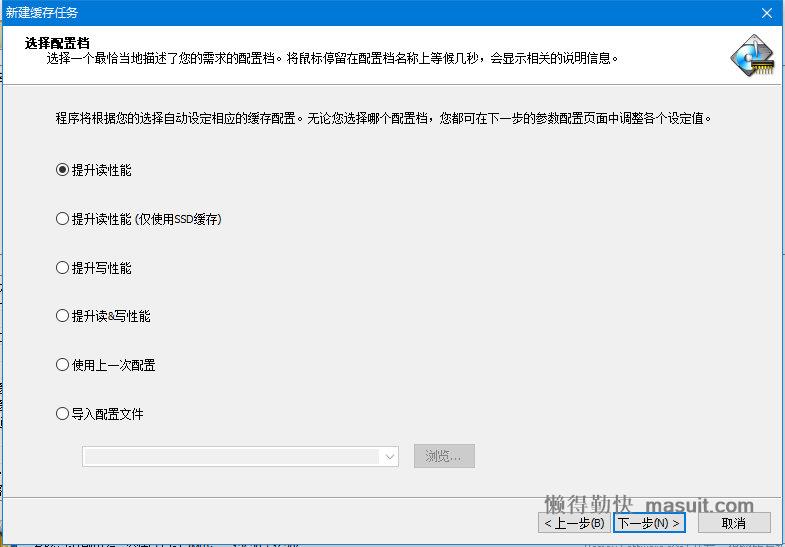 新建缓存任务
选择配置档
选择一个最恰当地描述了您的需求的配置档。将鼠标停留在配置档名称上等候几秒，会显示相关的说明信息。
程序将根据您的选择自动设定相应的缓存配置。无论您选择哪个配置档，您都可在下一步的参数配置页面中调整各个设定值。
提升读性能
提升读性能 (仅使用SSD缓存)
提升写性能
提升读&写性能
使用上一次配置
导入配置文件
浏览...
懒得勤快_masuit.com
< 上一步(B) 下一步(N) > 取消